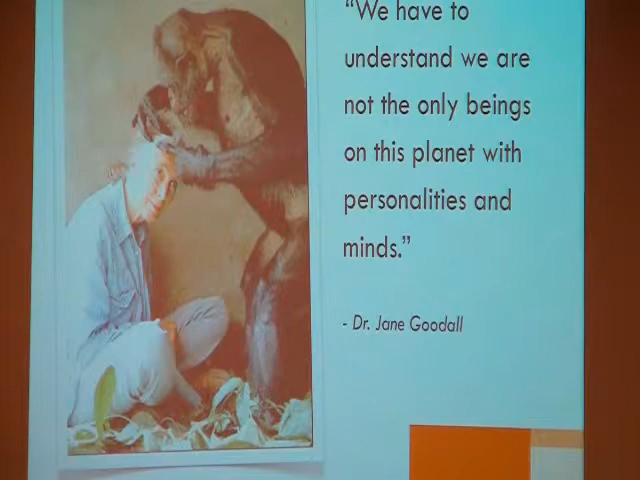 "We have to
understand we are
not the only beings
on this planet with
personalities and
minds."
- Dr. Jane Goodall